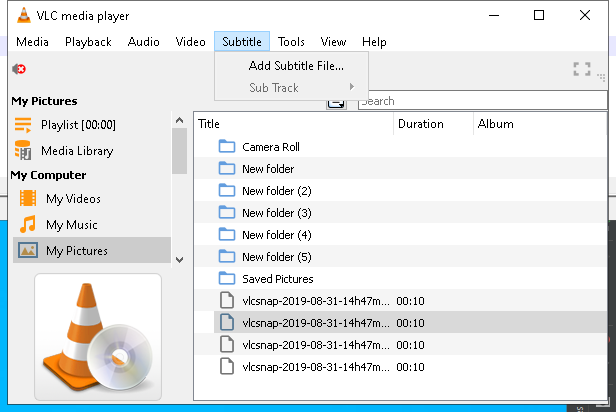 VLC media player
Media Playback Audio Video Subtitle Tools View Help
Add Subtitle File...
Sub Track
Search
My Pictures
Playlist [00:00]
Media Library
My Computer
My Videos
My Music
My Pictures
Title Duration Album
Camera Roll
New folder
New folder (2)
New folder (3)
New folder (4)
New folder (5)
Saved Pictures
vlcsnap-2019-08-31-14h47m... 00:10
vlcsnap-2019-08-31-14h47m... 00:10
vlcsnap-2019-08-31-14h47m... 00:10
vlcsnap-2019-08-31-14h47m... 00:10